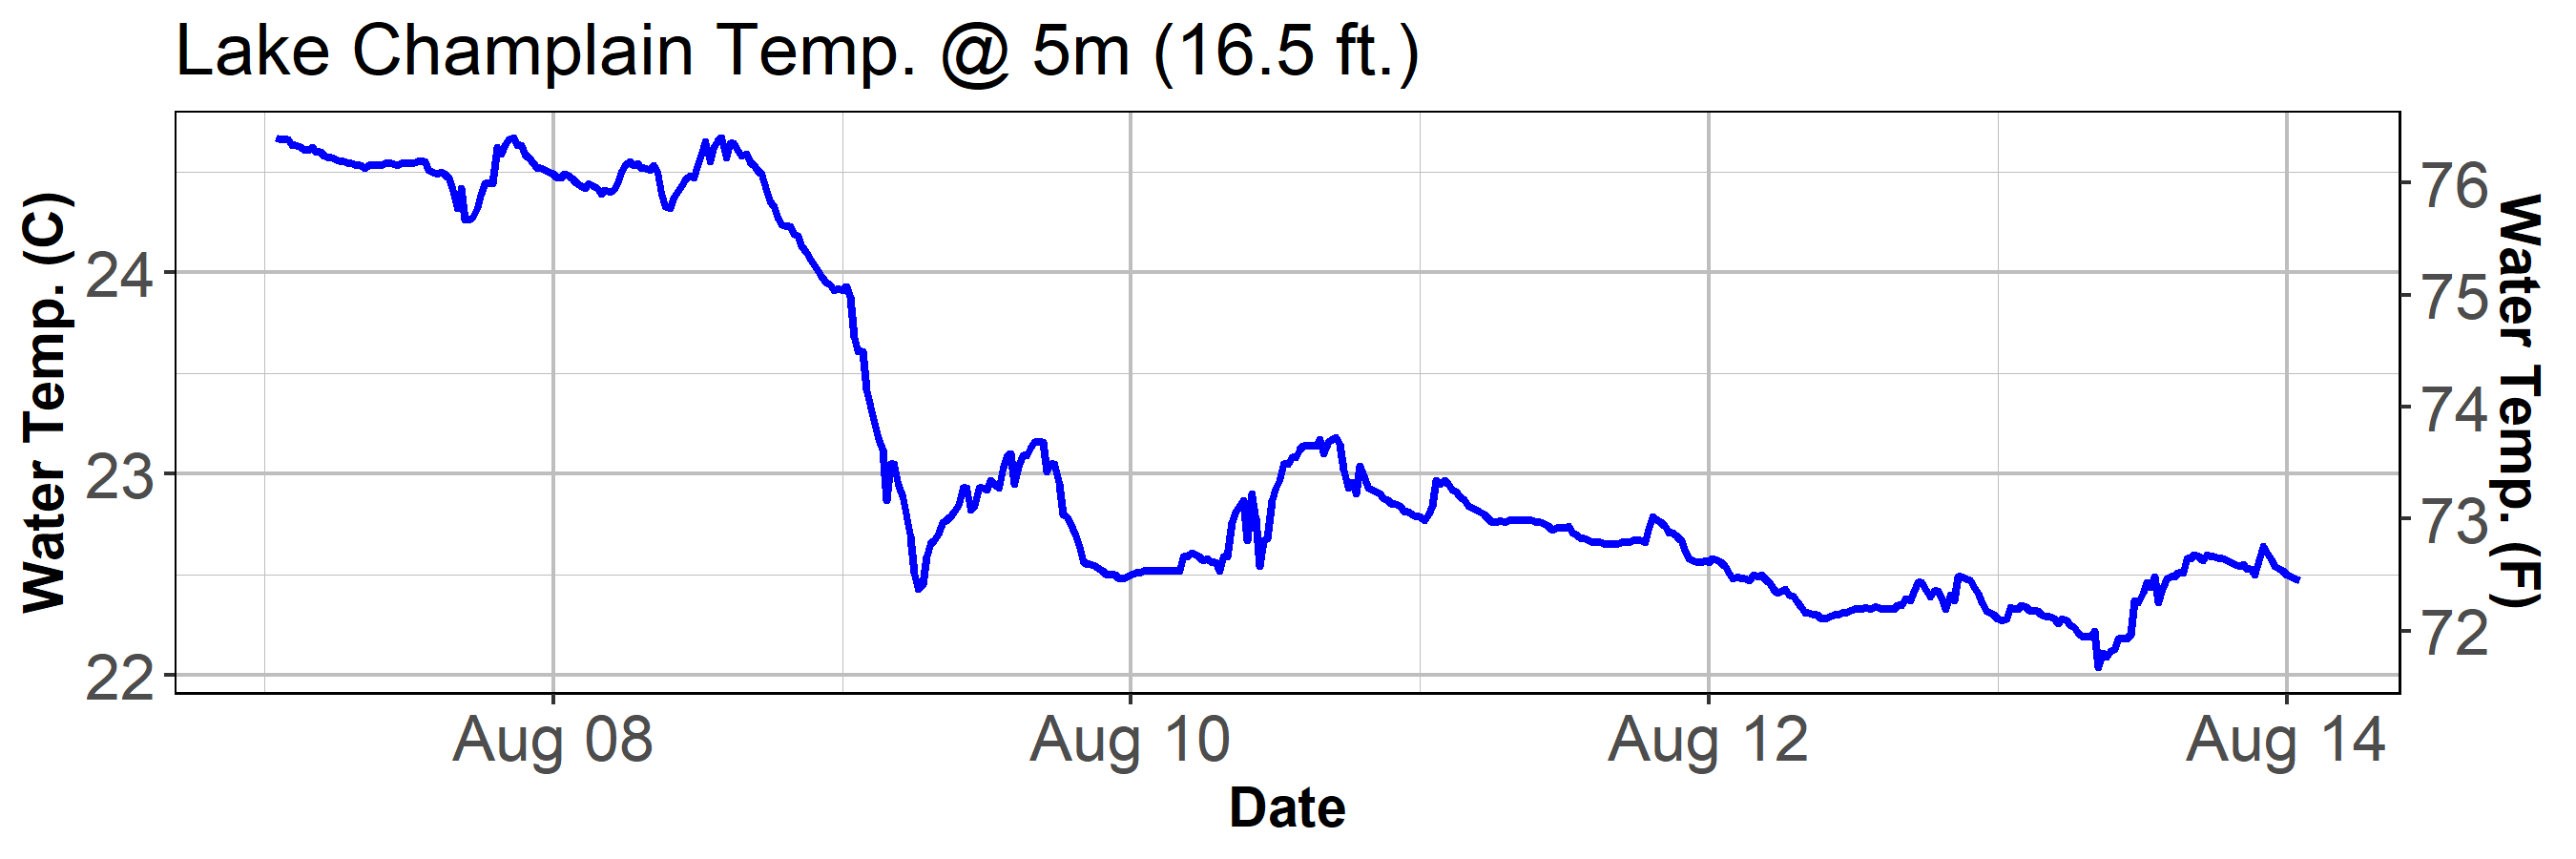 Lake Champlain Temp. @ 5m (16.5 ft.)
Water Temp. (C)
24
23
22
76
75
74
73
72
Water Temp. (F)
Aug 08 Aug 10 Aug 12 Aug 14
Date